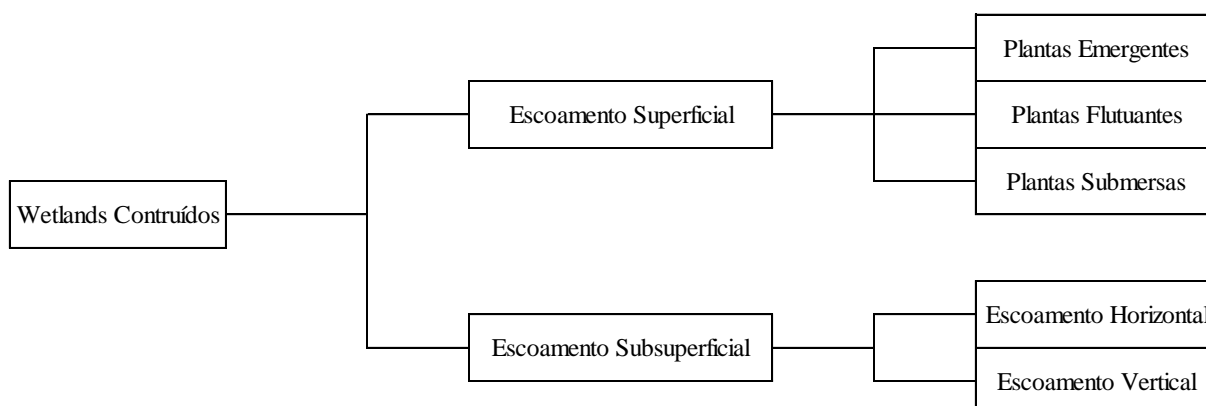 Wetlands Contruídos
Escoamento Superficial
Plantas Emergentes
Plantas Flutuantes
Plantas Submersas
Escoamento Subsuperficial
Escoamento Horizontal
Escoamento Vertical